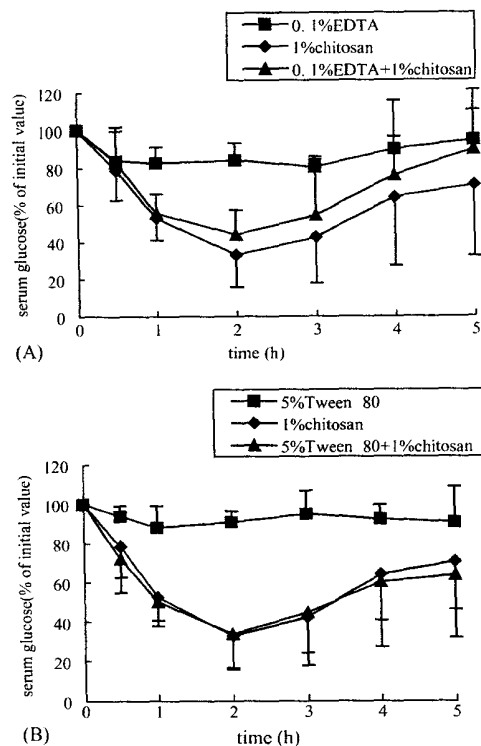 0. 1%EDTA
1%chitosan
0. 1%EDTA+1%chitosan
serum glucose(% of initial value)
120
100
80
60
40
20
0
0 1 2 3 4 5
time (h)
(A)
5%Tween 80
1%chitosan
5%Tween 80+1%chitosan
serum glucose(% of initial value)
120
100
80
60
40
20
0
0 1 2 3 4 5
time (h)
(B)